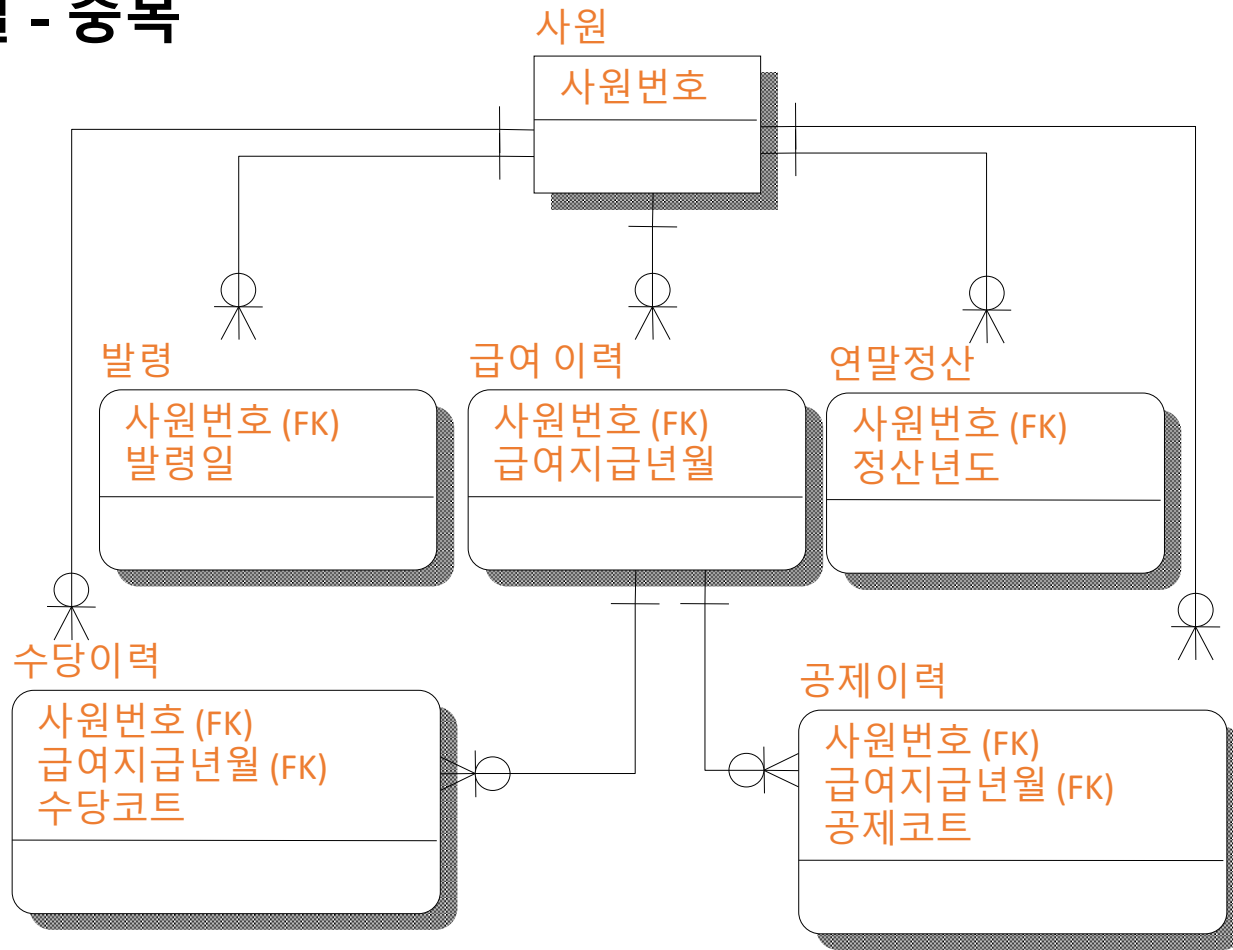 - 중복
사원
사원번호
발령
사원번호 (FK)
발령일
급여 이력
사원번호 (FK)
급여지급년월
연말정산
사원번호 (FK)
정산년도
수당이력
사원번호 (FK)
급여지급년월 (FK)
수당코트
공제이력
사원번호 (FK)
급여지급년월 (FK)
공제코트